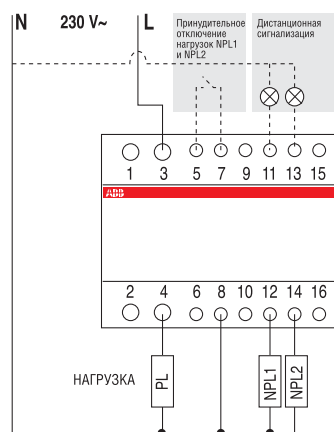 N 230 V~ L
Принудительное
отключение
нагрузок NPL1
и NPL2
Дистанционная
сигнализация
1 3 5 7 9 11 13 15
ABB
2 4 6 8 10 12 14 16
НАГРУЗКА PL NPL1 NPL2